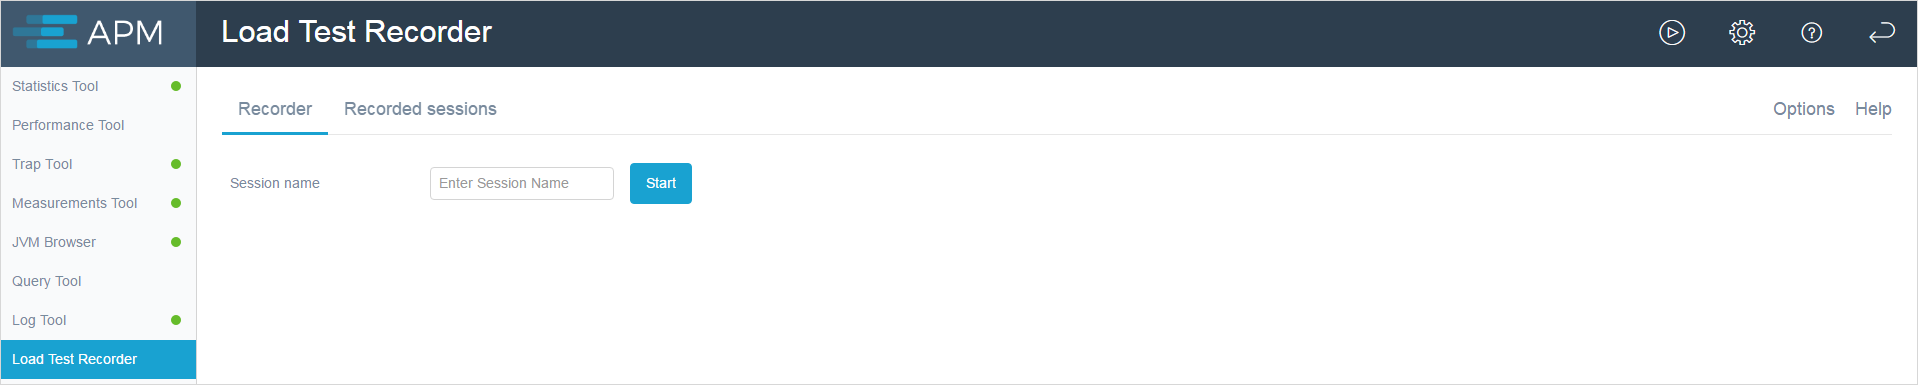 APM
Load Test Recorder
?
Statistics Tool
Performance Tool
Trap Tool
Measurements Tool
JVM Browser
Query Tool
Log Tool
Load Test Recorder
Recorder Recorded sessions Options Help
Session name Enter Session Name Start